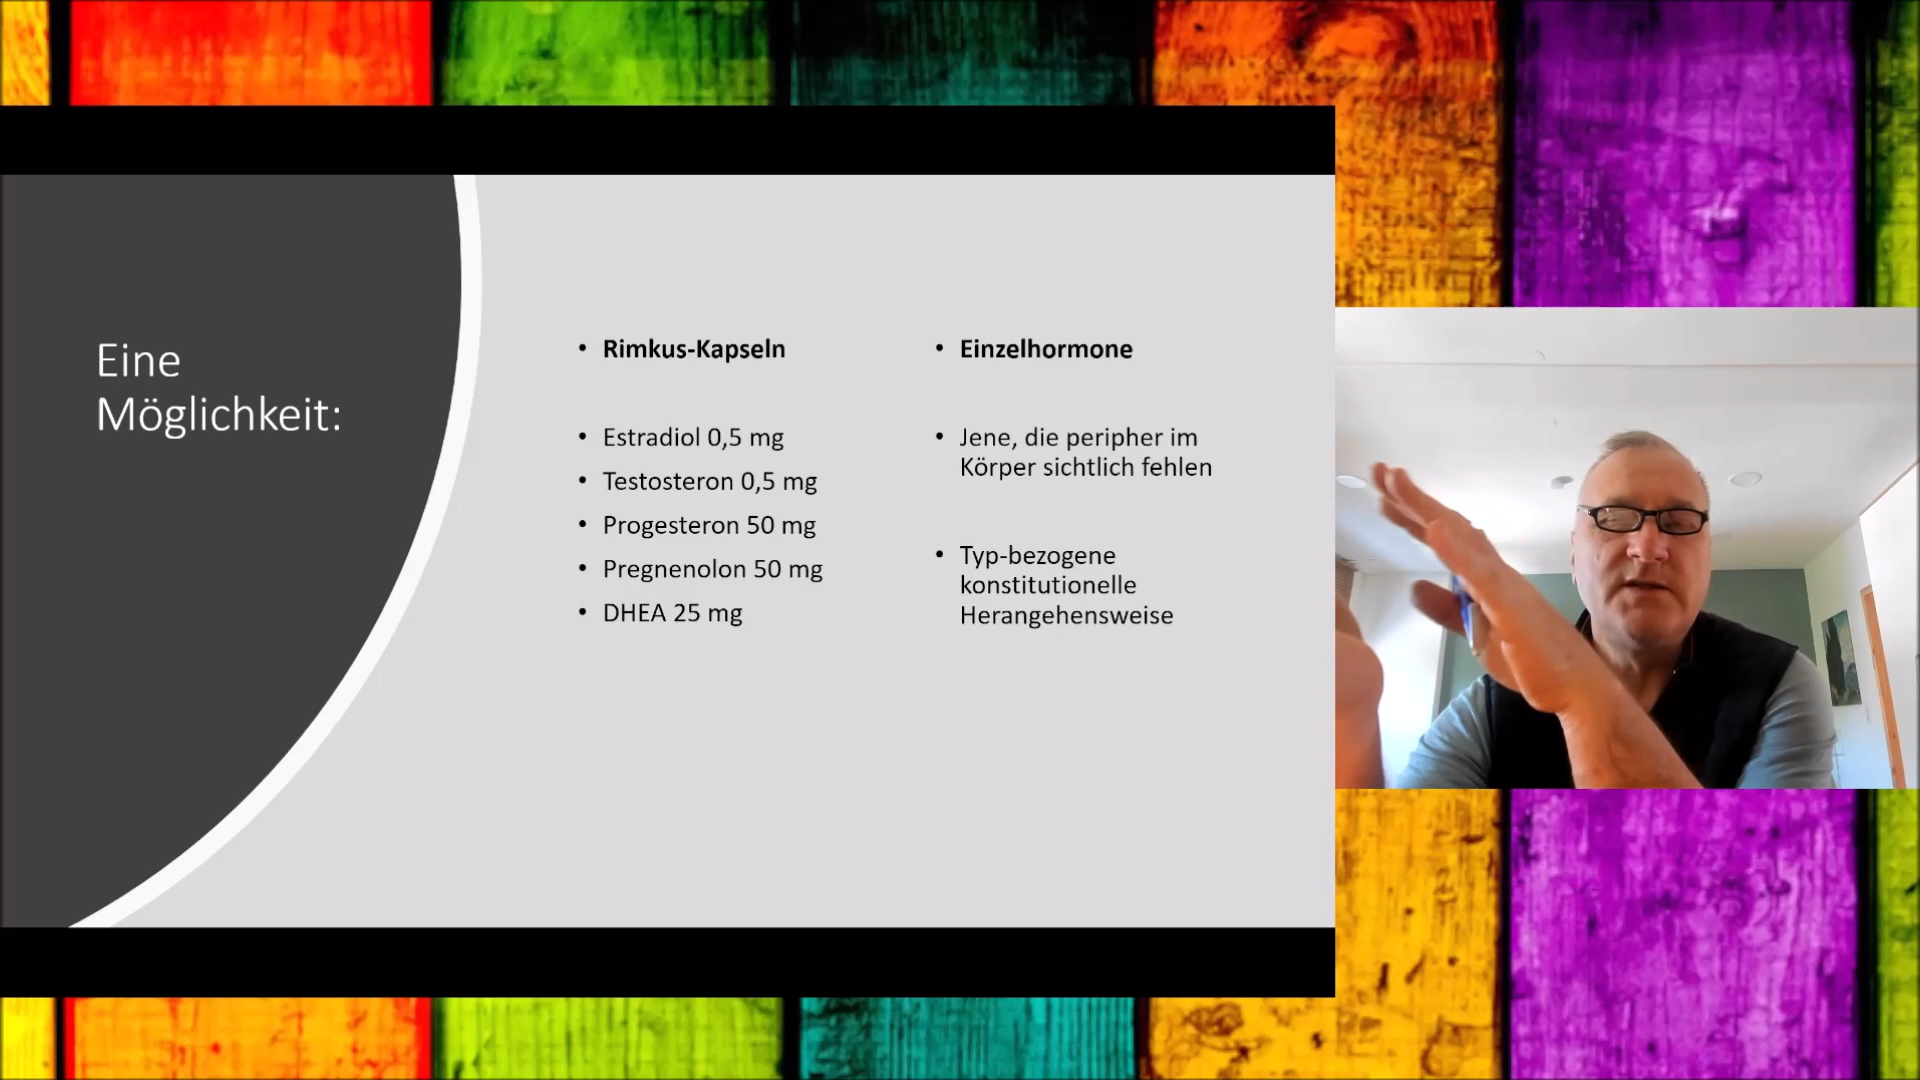 Eine
Möglichkeit:
• Rimkus-Kapseln
• Estradiol 0,5 mg
• Testosteron 0,5 mg
• Progesteron 50 mg
• Pregnenolon 50 mg
• DHEA 25 mg
• Einzelhormone
• Jene, die peripher im
Körper sichtlich fehlen
• Typ-bezogene
konstitutionelle
Herangehensweise